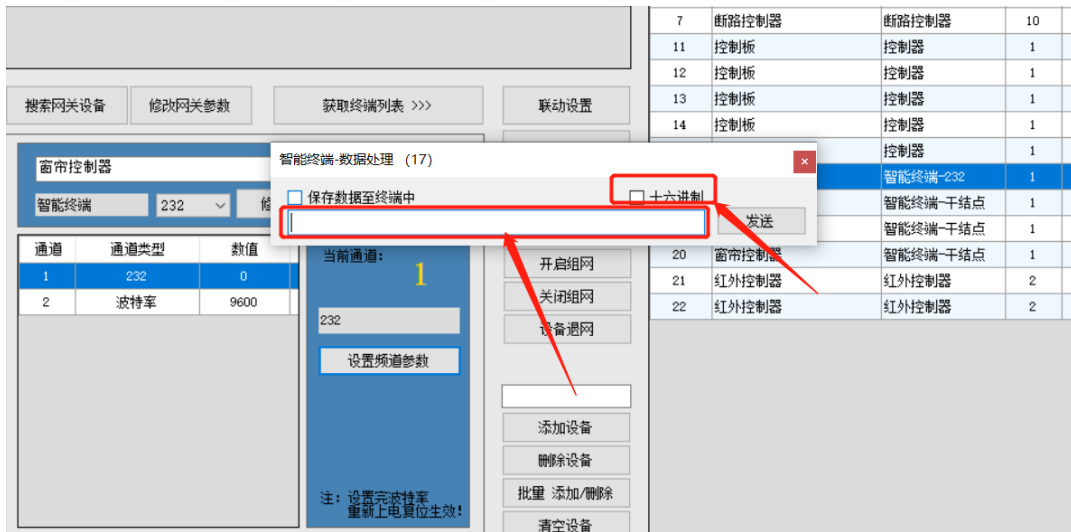 7 断路控制器 断路控制器 10
11 控制板 控制器 1
12 控制板 控制器 1
13 控制板 控制器 1
14 控制板 控制器 1
控制器 1
智能终端-232 1
智能终端-干结点 1
智能终端-干结点 1
20 窗帘控制器 智能终端-干结点 1
21 红外控制器 红外控制器 2
22 红外控制器 红外控制器 2
搜索网关设备 修改网关参数 获取终端列表 >>> 联动设置
智能终端-数据处理 (17) ×
保存数据至终端中 十六进制
发送
窗帘控制器
智能终端 232
通道 通道类型 数值
1 232 0
2 波特率 9600
当前通道: 1
232
设置频道参数
注: 设置完波特率
重新上电复位生效!
开启组网
关闭组网
设备退网
添加设备
删除设备
批量 添加/删除
清空设备